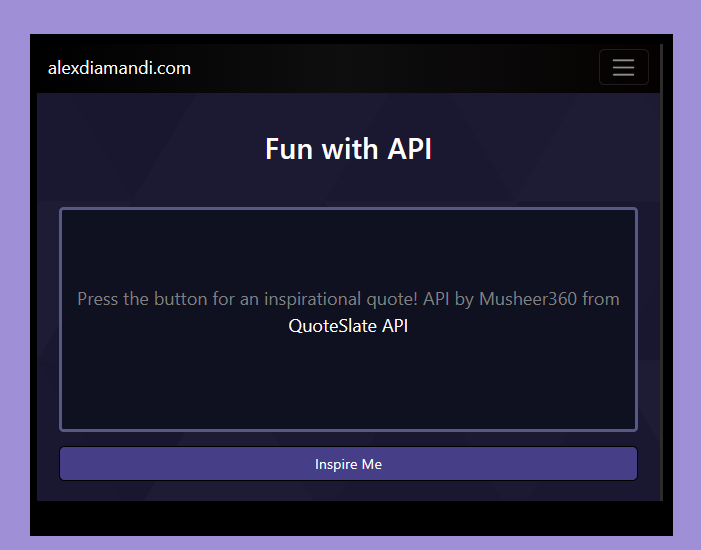 alexdiamandi.com
Fun with API
Press the button for an inspirational quote! API by Musheer360 from
QuoteSlate API
Inspire Me